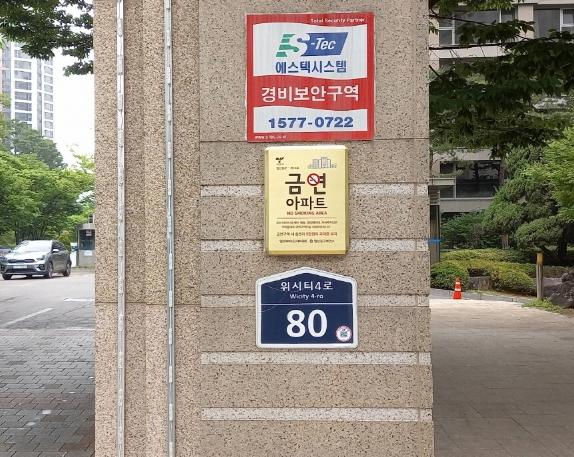 Total Security Partner
S-Tec
에스텍시스템
경비보안구역
1577-0722
금연
아파트
NO SMOKING AREA
위시티4로
Wicity 4-ro
80